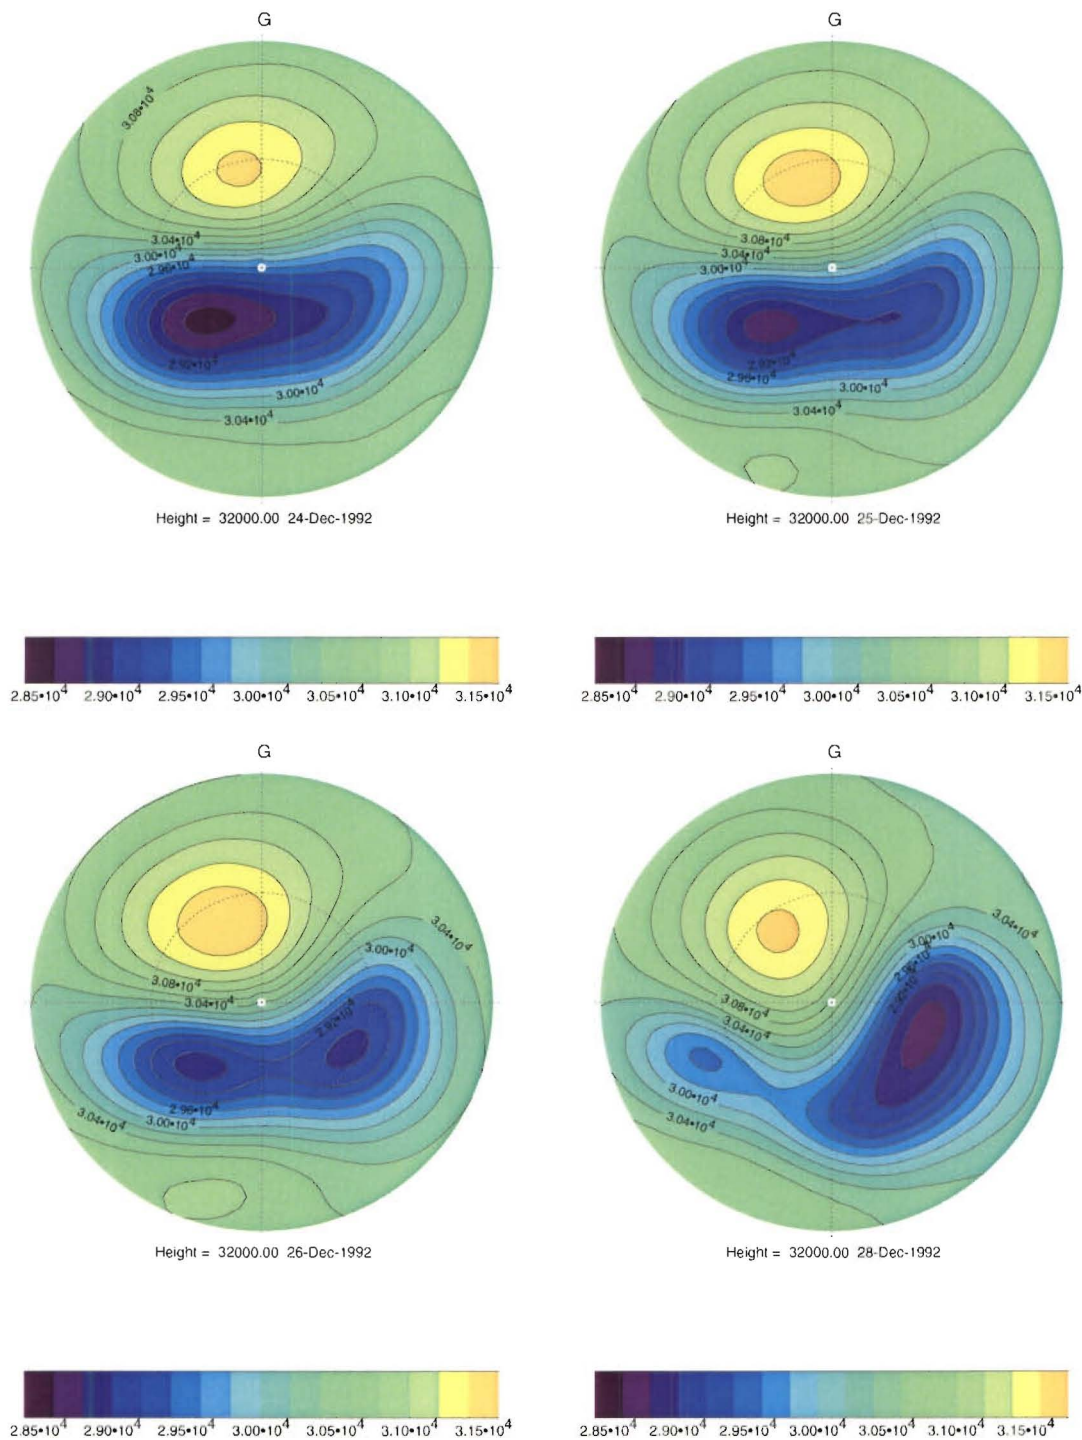 G
G
3.08•10⁴
3.04•10⁴
3.00•10⁴
2.96•10⁴
2.92•10⁴
3.00•10⁴
3.04•10⁴
3.08•10⁴
3.04•10⁴
2.92•10⁴
2.96•10⁴
3.00•10⁴
3.04•10⁴
Height = 32000.00 24-Dec-1992
Height = 32000.00 25-Dec-1992
2.85•10⁴ 2.90•10⁴ 2.95•10⁴ 3.00•10⁴ 3.05•10⁴ 3.10•10⁴ 3.15•10⁴
2.85•10⁴ 2.90•10⁴ 2.95•10⁴ 3.00•10⁴ 3.05•10⁴ 3.10•10⁴ 3.15•10⁴
G
G
3.04•10⁴
3.00•10⁴
3.08•10⁴
3.04•10⁴
2.92•10⁴
2.96•10⁴
3.04•10⁴
3.00•10⁴
3.04•10⁴
3.00•10⁴
2.96•10⁴
3.08•10⁴
3.04•10⁴
3.00•10⁴
3.04•10⁴
Height = 32000.00 26-Dec-1992
Height = 32000.00 28-Dec-1992
2.85•10⁴ 2.90•10⁴ 2.95•10⁴ 3.00•10⁴ 3.05•10⁴ 3.10•10⁴ 3.15•10⁴
2.85•10⁴ 2.90•10⁴ 2.95•10⁴ 3.00•10⁴ 3.05•10⁴ 3.10•10⁴ 3.15•10⁴